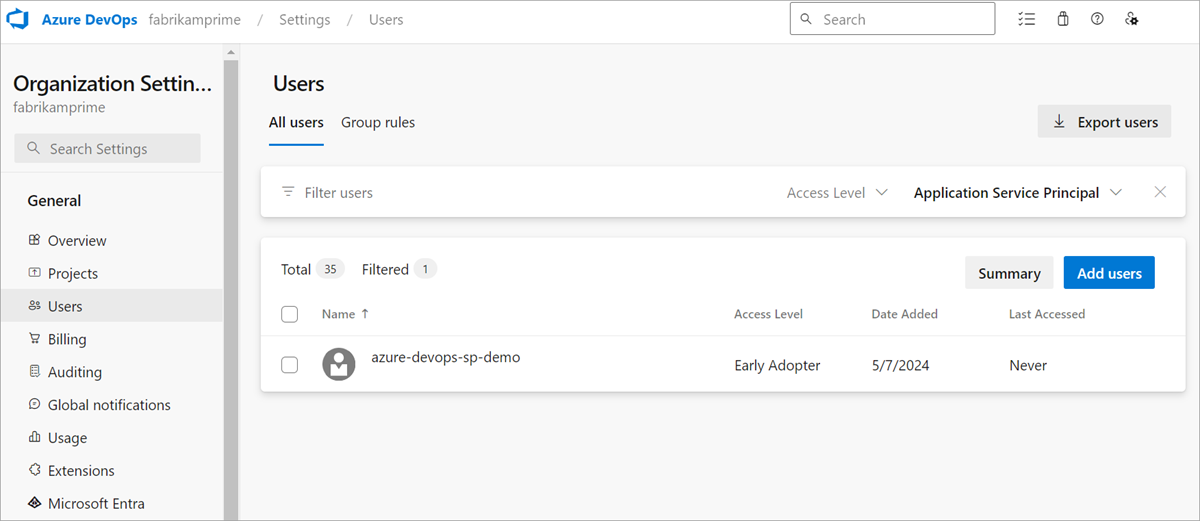 Azure DevOps fabrikamprime / Settings / Users
Search
Organization Settin...
fabrikamprime
Search Settings
General
Overview
Projects
Users
Billing
Auditing
Global notifications
Usage
Extensions
Microsoft Entra
Users
All users Group rules
Export users
Filter users Access Level Application Service Principal
Total 35 Filtered 1
Summary Add users
Name ↑ Access Level Date Added Last Accessed
azure-devops-sp-demo Early Adopter 5/7/2024 Never